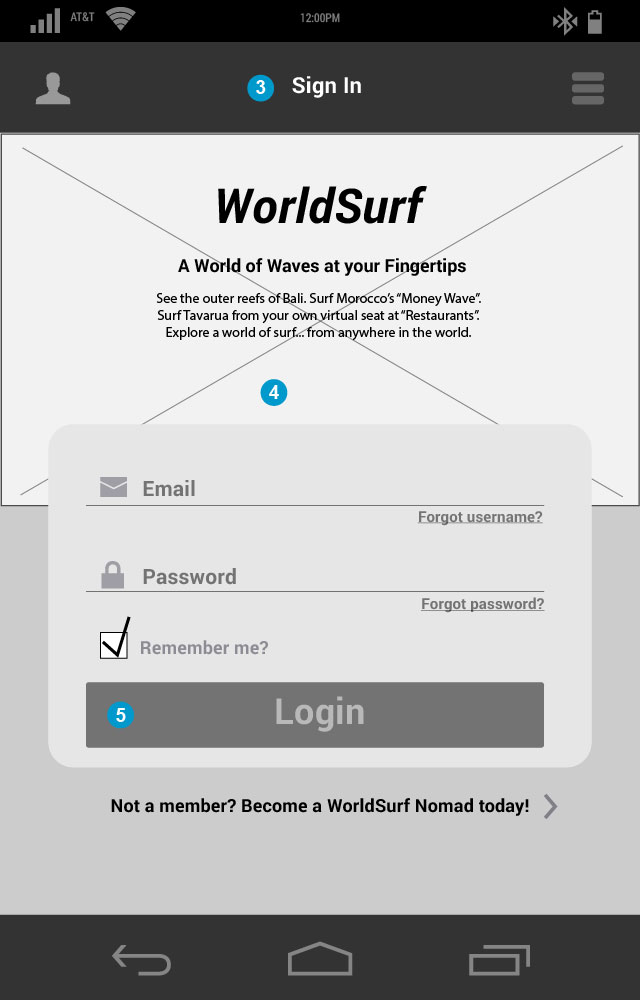 AT&T 12:00PM
3 Sign In
WorldSurf
A World of Waves at your Fingertips
See the outer reefs of Bali. Surf Morocco's “Money Wave”.
Surf Tavarua from your own virtual seat at “Restaurants”.
Explore a world of surf... from anywhere in the world.
4
Email
Forgot username?
Password
Forgot password?
Remember me?
5 Login
Not a member? Become a WorldSurf Nomad today!